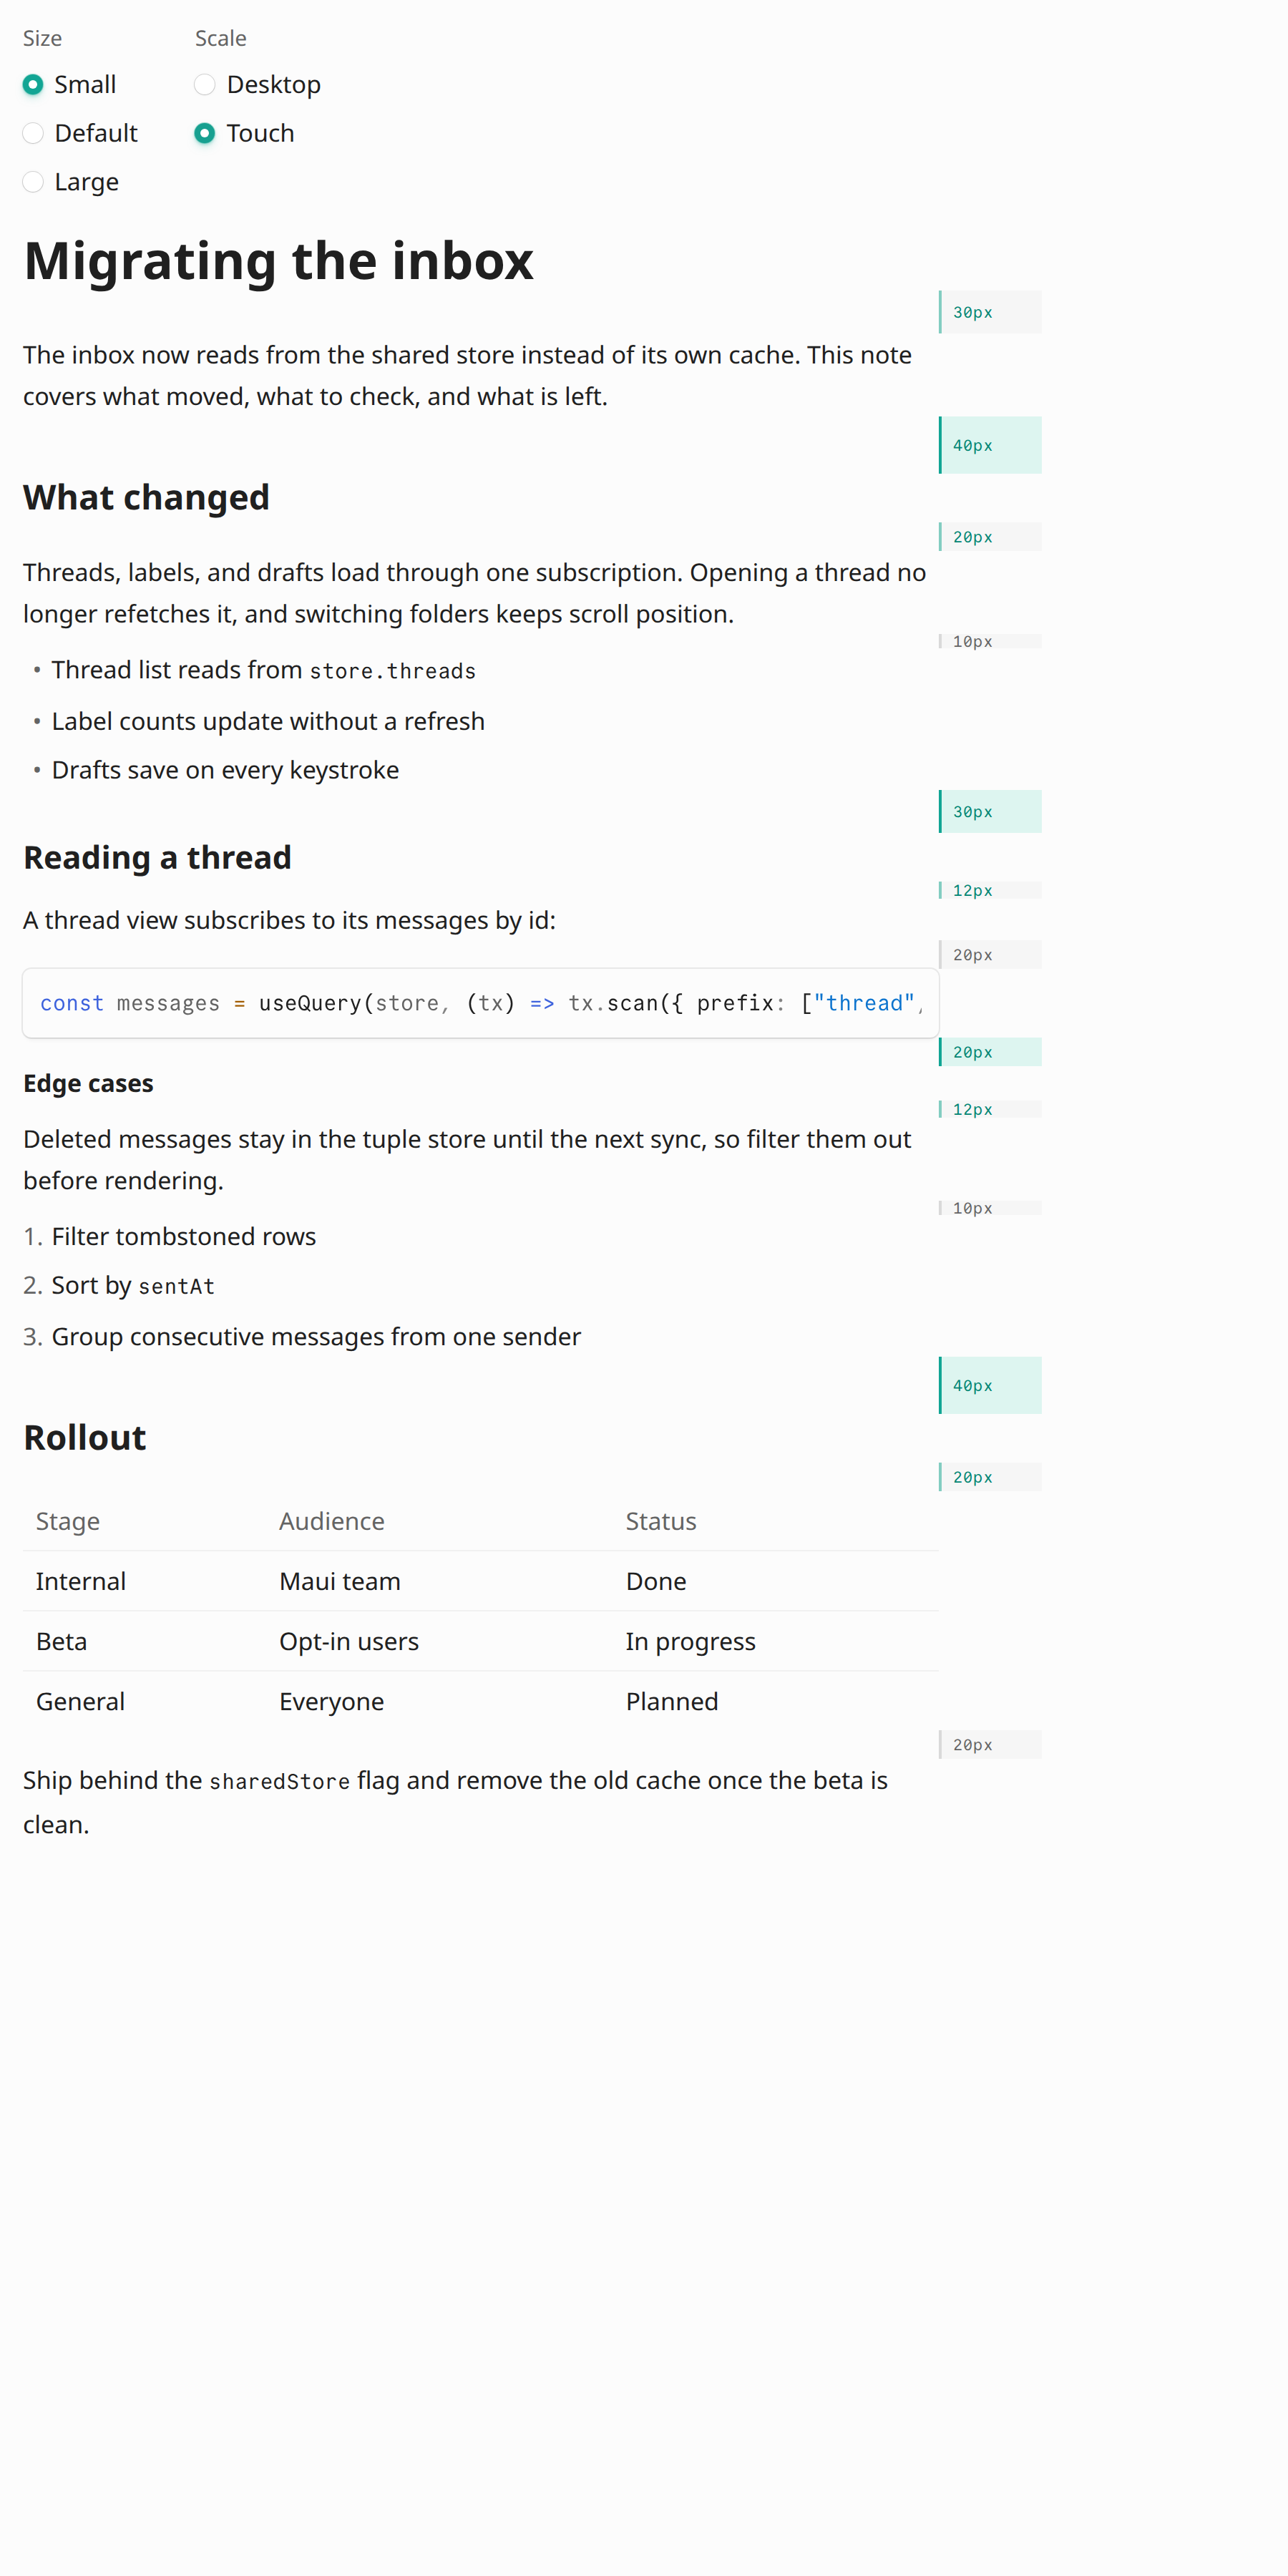 Size
Scale
Small
Desktop
Default
Touch
Large
Migrating the inbox
30px
The inbox now reads from the shared store instead of its own cache. This note
covers what moved, what to check, and what is left.
40px
What changed
20px
Threads, labels, and drafts load through one subscription. Opening a thread no
longer refetches it, and switching folders keeps scroll position.
10px
• Thread list reads from store.threads
• Label counts update without a refresh
• Drafts save on every keystroke
30px
Reading a thread
12px
A thread view subscribes to its messages by id:
20px
const messages = useQuery(store, (tx) => tx.scan({ prefix: ["thread",
20px
Edge cases
12px
Deleted messages stay in the tuple store until the next sync, so filter them out
before rendering.
10px
1. Filter tombstoned rows
2. Sort by sentAt
3. Group consecutive messages from one sender
40px
Rollout
20px
Stage Audience Status
Internal Maui team Done
Beta Opt-in users In progress
General Everyone Planned
20px
Ship behind the sharedStore flag and remove the old cache once the beta is
clean.